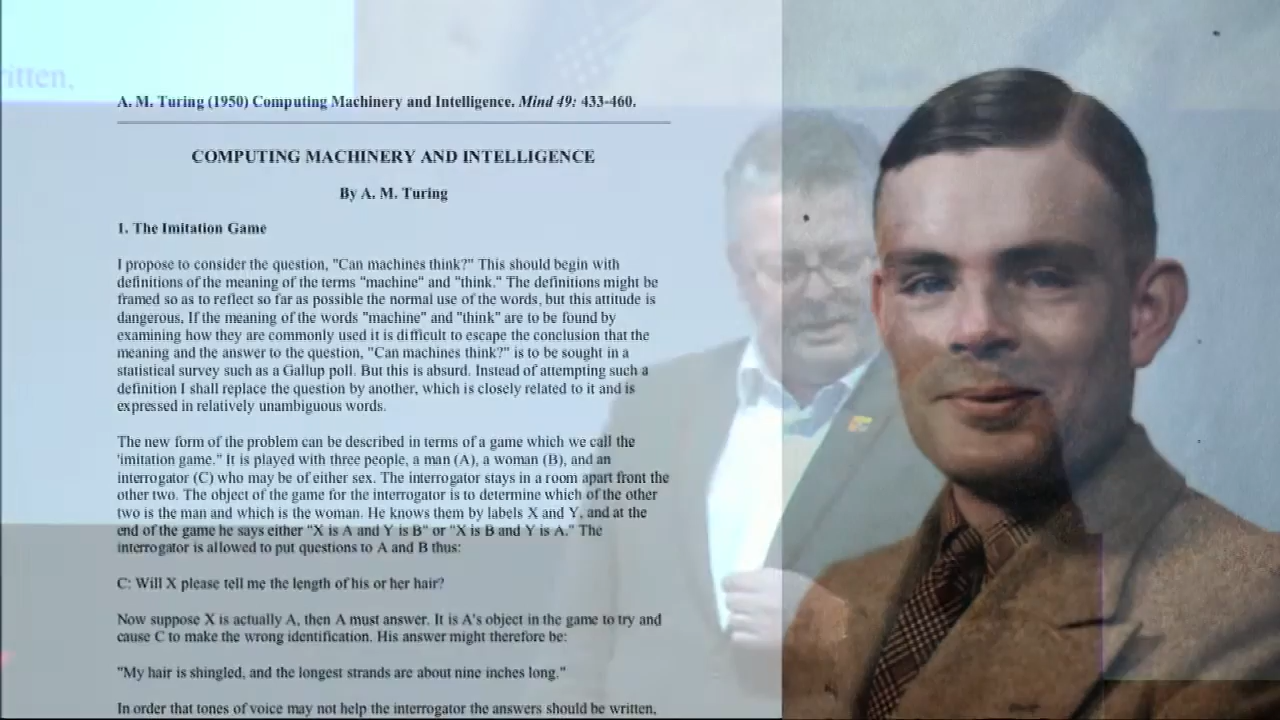 ritten,
A. M. Turing (1950) Computing Machinery and Intelligence. Mind 49: 433-460.
COMPUTING MACHINERY AND INTELLIGENCE
By A. M. Turing
1. The Imitation Game
I propose to consider the question, "Can machines think?" This should begin with
definitions of the meaning of the terms "machine" and "think." The definitions might be
framed so as to reflect so far as possible the normal use of the words, but this attitude is
dangerous, If the meaning of the words "machine" and "think" are to be found by
examining how they are commonly used it is difficult to escape the conclusion that the
meaning and the answer to the question, "Can machines think?" is to be sought in a
statistical survey such as a Gallup poll. But this is absurd. Instead of attempting such a
definition I shall replace the question by another, which is closely related to it and is
expressed in relatively unambiguous words.
The new form of the problem can be described in terms of a game which we call the
'imitation game." It is played with three people, a man (A), a woman (B), and an
interrogator (C) who may be of either sex. The interrogator stays in a room apart front the
other two. The object of the game for the interrogator is to determine which of the other
two is the man and which is the woman. He knows them by labels X and Y, and at the
end of the game he says either "X is A and Y is B" or "X is B and Y is A." The
interrogator is allowed to put questions to A and B thus:
C: Will X please tell me the length of his or her hair?
Now suppose X is actually A, then A must answer. It is A's object in the game to try and
cause C to make the wrong identification. His answer might therefore be:
"My hair is shingled, and the longest strands are about nine inches long."
In order that tones of voice may not help the interrogator the answers should be written,